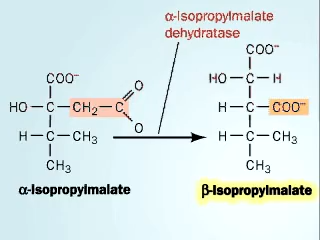 α-Isopropylmalate
dehydratase
COO⁻
HO—C—CH₂—C
O
O
H—C—CH₃
CH₃
α-Isopropylmalate
COO⁻
HO—C—H
H—C—COO⁻
H—C—CH₃
CH₃
β-Isopropylmalate